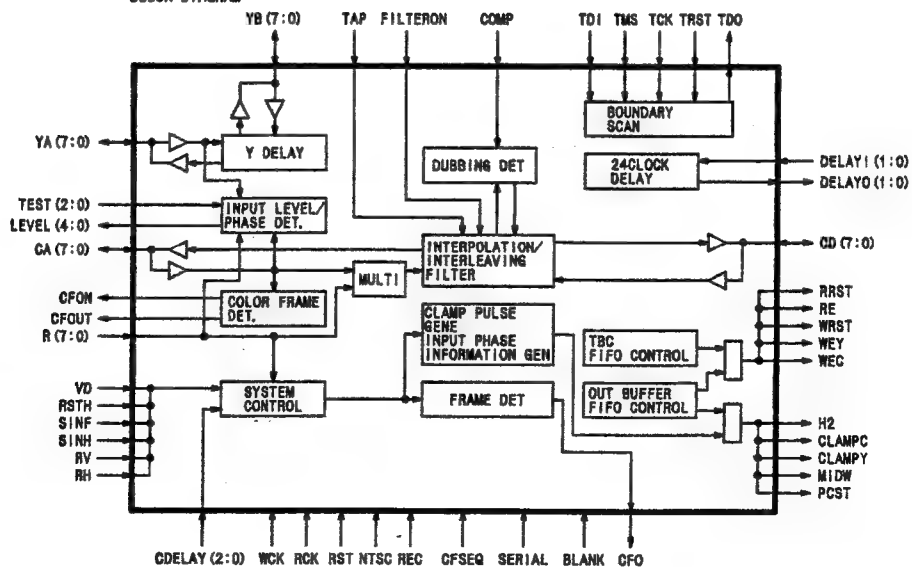 BLOCK DIAGRAM
YB (7:0) TAP FILTERON COMP TDI TMS TCK TRST TDO
BOUNDARY
SCAN
YA (7:0)
Y DELAY
DUBBING DET
24CLOCK
DELAY
DELAYI (1:0)
DELAYO (1:0)
TEST (2:0)
LEVEL (4:0)
INPUT LEVEL/
PHASE DET.
CA (7:0)
INTERPOLATION/
INTERLEAVING
FILTER
CD (7:0)
MULTI
CFON
CFOUT
R (7:0)
COLOR FRAME
DET.
CLAMP PULSE
GENE
INPUT PHASE
INFORMATION GEN
TBC
FIFO CONTROL
RRST
RE
WRST
WEY
WEC
VD
RSTH
SINF
SINH
RV
RH
SYSTEM
CONTROL
FRAME DET
OUT BUFFER
FIFO CONTROL
H2
CLAMPC
CLAMPY
MIDW
PCST
CDELAY (2:0) WCK RCK RST NTSC REC CFSEQ SERIAL BLANK CFO